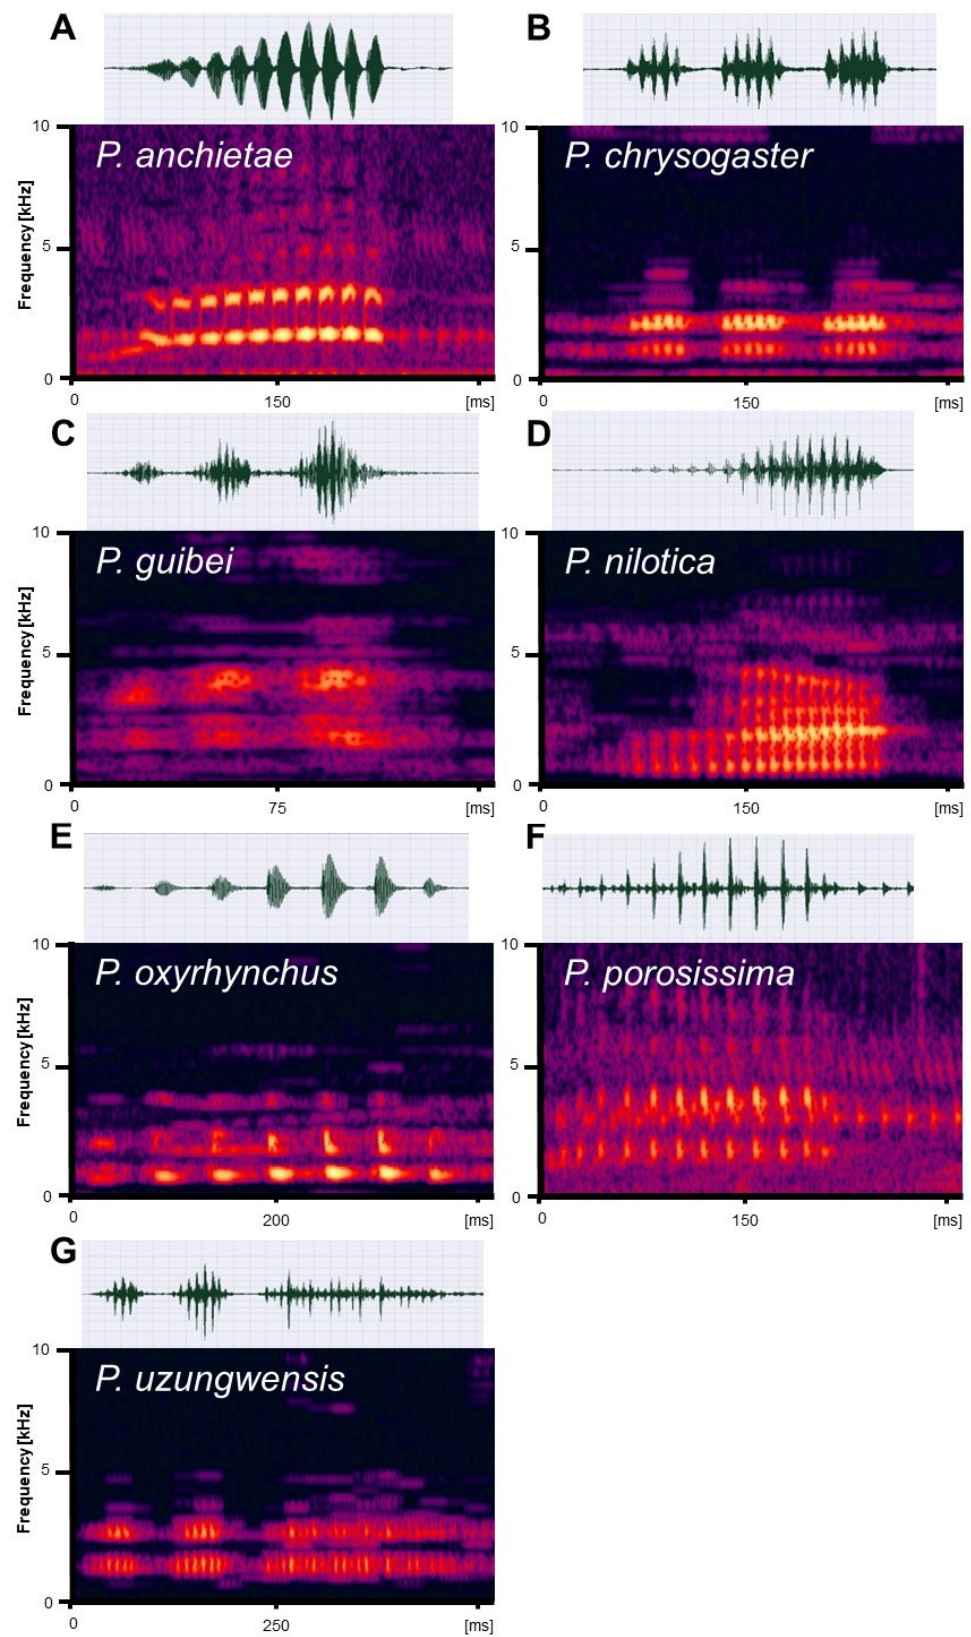 A
B
10
10
P. anchietae
P. chrysogaster
Frequency [kHz]
5
5
0
0
0
150
[ms]
0
150
[ms]
C
D
10
10
P. guibei
P. nilotica
Frequency [kHz]
5
5
0
0
0
75
[ms]
0
150
[ms]
E
F
10
10
P. oxyrhynchus
P. porosissima
Frequency [kHz]
5
5
0
0
0
200
[ms]
0
150
[ms]
G
10
P. uzungwensis
Frequency [kHz]
5
0
0
250
[ms]